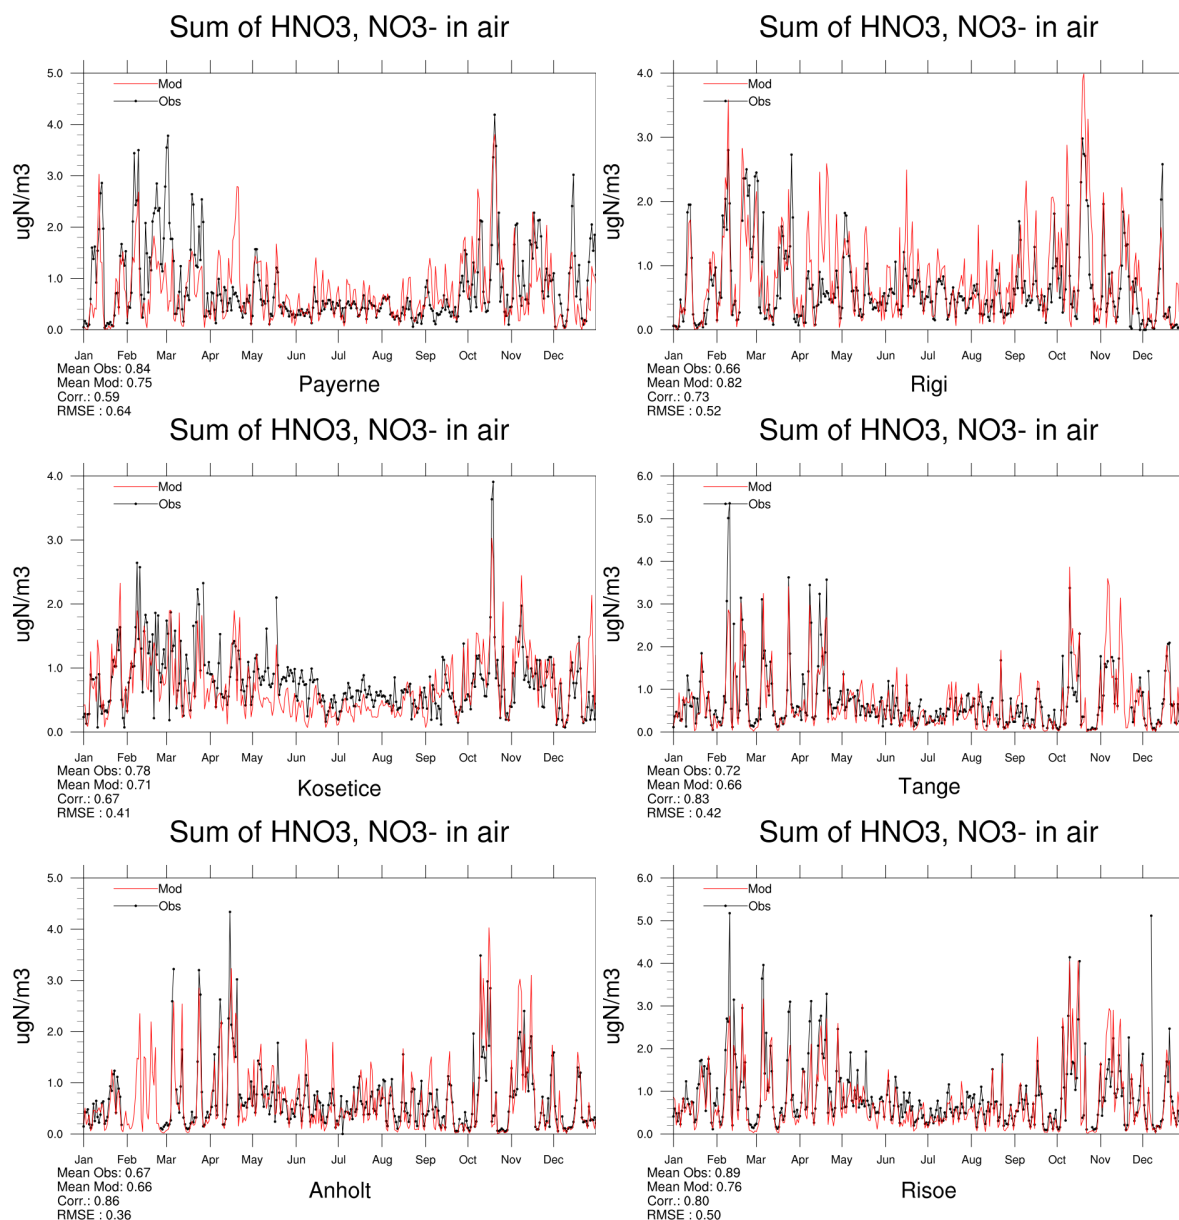 Sum of HNO3, NO3- in air
5.0
4.0
3.0
2.0
1.0
0.0
ugN/m3
Mod
Obs
Jan Feb Mar Apr May Jun Jul Aug Sep Oct Nov Dec
Mean Obs: 0.84
Mean Mod: 0.75
Corr.: 0.59
RMSE : 0.64
Payerne
Sum of HNO3, NO3- in air
4.0
3.0
2.0
1.0
0.0
ugN/m3
Mod
Obs
Jan Feb Mar Apr May Jun Jul Aug Sep Oct Nov Dec
Mean Obs: 0.66
Mean Mod: 0.82
Corr.: 0.73
RMSE : 0.52
Rigi
Sum of HNO3, NO3- in air
4.0
3.0
2.0
1.0
0.0
ugN/m3
Mod
Obs
Jan Feb Mar Apr May Jun Jul Aug Sep Oct Nov Dec
Mean Obs: 0.78
Mean Mod: 0.71
Corr.: 0.67
RMSE : 0.41
Kosetice
Sum of HNO3, NO3- in air
6.0
5.0
4.0
3.0
2.0
1.0
0.0
ugN/m3
Mod
Obs
Jan Feb Mar Apr May Jun Jul Aug Sep Oct Nov Dec
Mean Obs: 0.72
Mean Mod: 0.66
Corr.: 0.83
RMSE : 0.42
Tange
Sum of HNO3, NO3- in air
5.0
4.0
3.0
2.0
1.0
0.0
ugN/m3
Mod
Obs
Jan Feb Mar Apr May Jun Jul Aug Sep Oct Nov Dec
Mean Obs: 0.67
Mean Mod: 0.66
Corr.: 0.86
RMSE : 0.36
Anholt
Sum of HNO3, NO3- in air
6.0
5.0
4.0
3.0
2.0
1.0
0.0
ugN/m3
Mod
Obs
Jan Feb Mar Apr May Jun Jul Aug Sep Oct Nov Dec
Mean Obs: 0.89
Mean Mod: 0.76
Corr.: 0.80
RMSE : 0.50
Risoe